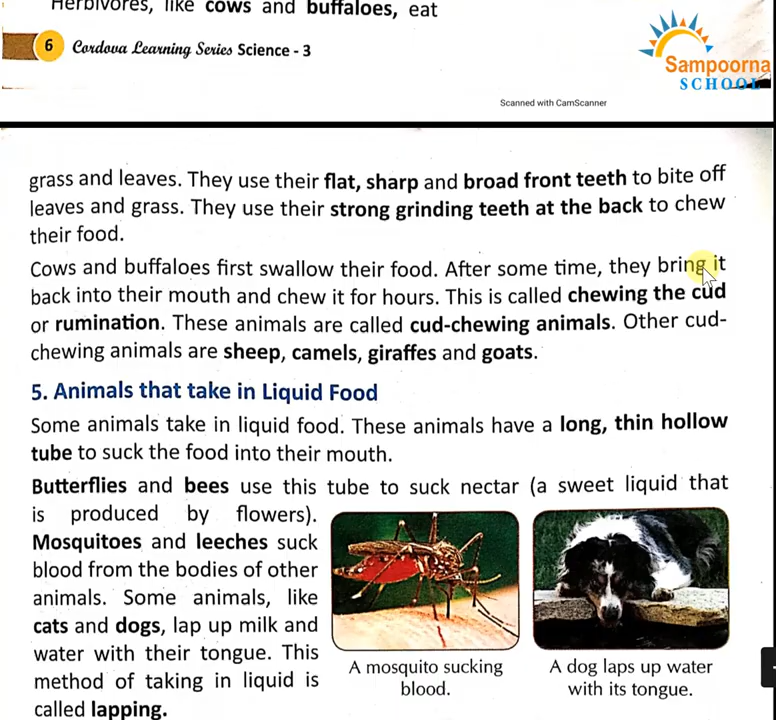 Herbivores, like cows and buffaloes, eat
6 Cordova Learning Series Science - 3
Sampoorna
SCHOOL
Scanned with CamScanner
grass and leaves. They use their flat, sharp and broad front teeth to bite off
leaves and grass. They use their strong grinding teeth at the back to chew
their food.
Cows and buffaloes first swallow their food. After some time, they bring it
back into their mouth and chew it for hours. This is called chewing the cud
or rumination. These animals are called cud-chewing animals. Other cud-
chewing animals are sheep, camels, giraffes and goats.
5. Animals that take in Liquid Food
Some animals take in liquid food. These animals have a long, thin hollow
tube to suck the food into their mouth.
Butterflies and bees use this tube to suck nectar (a sweet liquid that
is produced by flowers).
Mosquitoes and leeches suck
blood from the bodies of other
animals. Some animals, like
cats and dogs, lap up milk and
water with their tongue. This
method of taking in liquid is
called lapping.
A mosquito sucking
blood.
A dog laps up water
with its tongue.